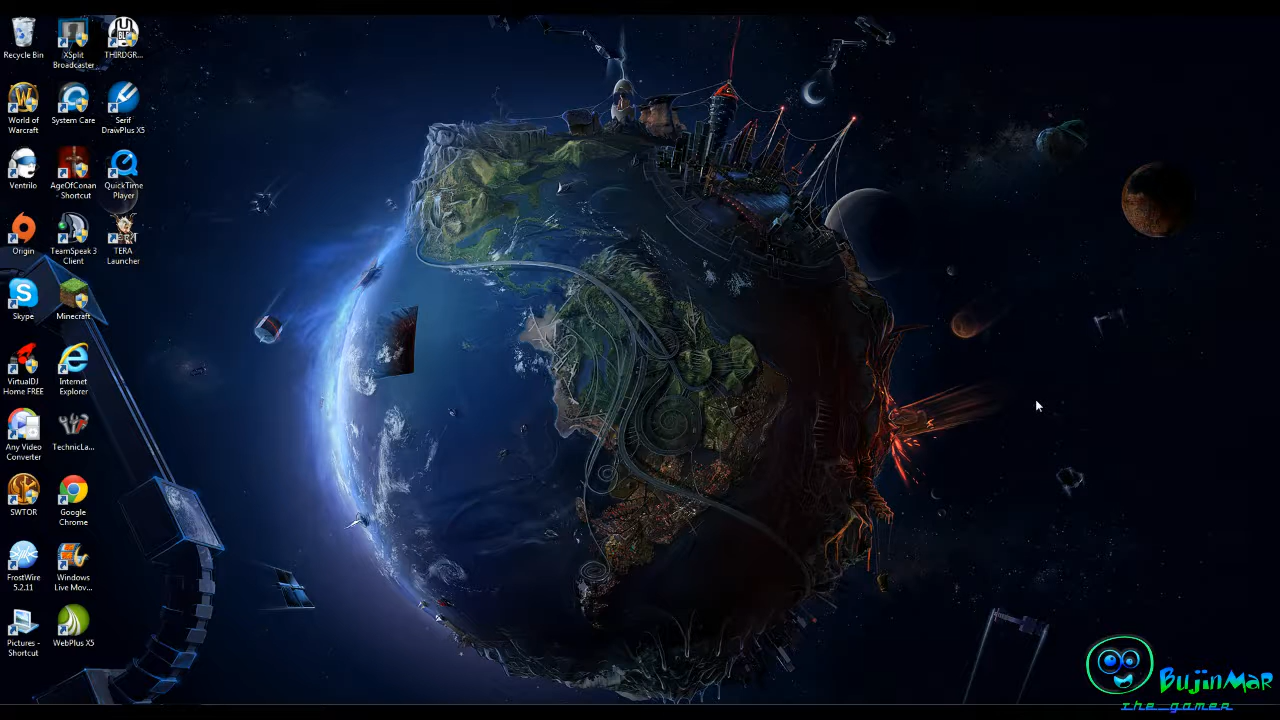 Recycle Bin
XSplit
Broadcaster
THIRDGR...
World of
Warcraft
System Care
Serif
DrawPlus X5
Ventrilo
AgeOfConan
- Shortcut
QuickTime
Player
Origin
TeamSpeak 3
Client
TERA
Launcher
Skype
Minecraft
VirtualDJ
Home FREE
Internet
Explorer
Any Video
Converter
TechnicLa...
SWTOR
Google
Chrome
FrostWire
5.2.11
Windows
Live Mov...
Pictures -
Shortcut
WebPlus X5
BujinMar
The_gamer